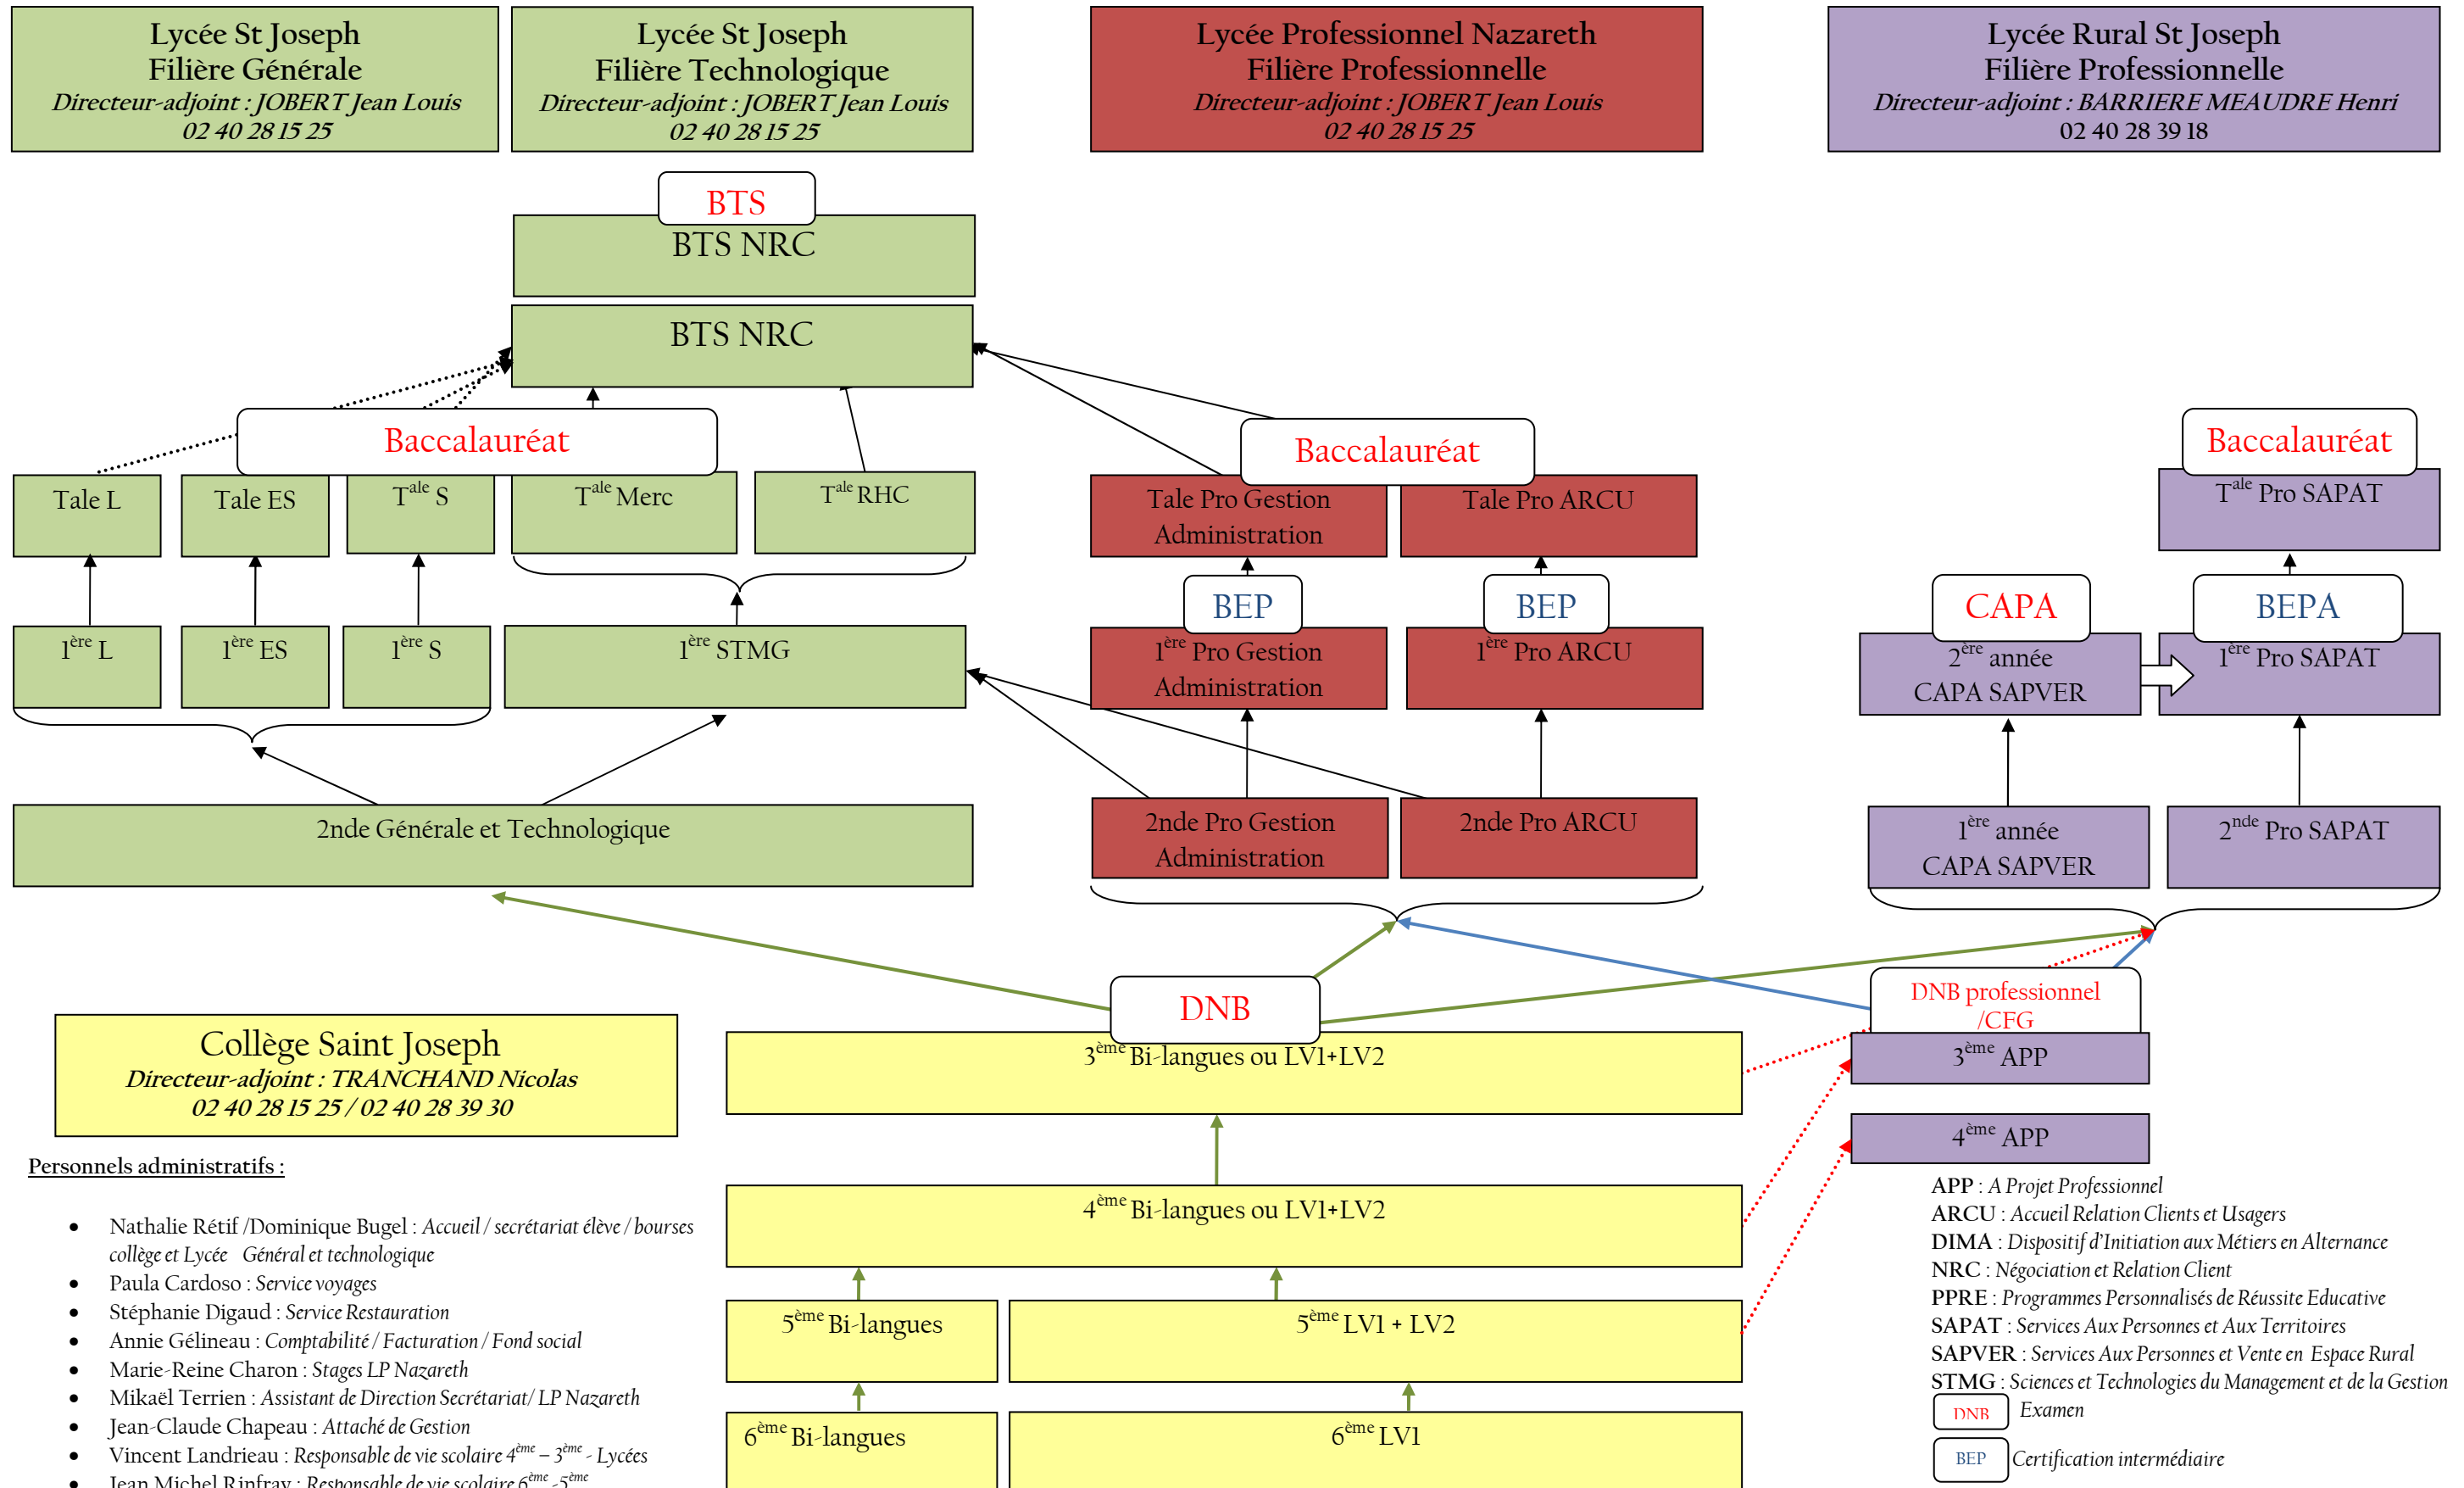 Lycée St Joseph
Filière Générale
Directeur-adjoint : JOBERT Jean Louis
02 40 28 15 25
Lycée St Joseph
Filière Technologique
Directeur-adjoint : JOBERT Jean Louis
02 40 28 15 25
Lycée Professionnel Nazareth
Filière Professionnelle
Directeur-adjoint : JOBERT Jean Louis
02 40 28 15 25
Lycée Rural St Joseph
Filière Professionnelle
Directeur-adjoint : BARRIERE MEAUDRE Henri
02 40 28 39 18
BTS
BTS NRC
BTS NRC
Baccalauréat
Baccalauréat
Baccalauréat
Tale L
Tale ES
Tale S
Tale Merc
Tale RHC
Tale Pro Gestion
Administration
Tale Pro ARCU
Tale Pro SAPAT
BEP
BEP
CAPA
BEPA
1ère L
1ère ES
1ère S
1ère STMG
1ère Pro Gestion
Administration
1ère Pro ARCU
2ère année
CAPA SAPVER
1ère Pro SAPAT
2nde Générale et Technologique
2nde Pro Gestion
Administration
2nde Pro ARCU
1ère année
CAPA SAPVER
2nde Pro SAPAT
DNB
DNB professionnel
/CFG
Collège Saint Joseph
Directeur-adjoint : TRANCHAND Nicolas
02 40 28 15 25 / 02 40 28 39 30
3ème Bi-langues ou LV1+LV2
3ème APP
4ème APP
4ème Bi-langues ou LV1+LV2
5ème Bi-langues
5ème LV1 + LV2
6ème Bi-langues
6ème LV1
Personnels administratifs :
• Nathalie Rétif /Dominique Bugel : Accueil / secrétariat élève / bourses
collège et Lycée Général et technologique
• Paula Cardoso : Service voyages
• Stéphanie Digaud : Service Restauration
• Annie Gélineau : Comptabilité / Facturation / Fond social
• Marie-Reine Charon : Stages LP Nazareth
• Mikaël Terrien : Assistant de Direction Secrétariat/ LP Nazareth
• Jean-Claude Chapeau : Attaché de Gestion
• Vincent Landrieau : Responsable de vie scolaire 4ème – 3ème - Lycées
• Jean Michel Rinfray : Responsable de vie scolaire 6ème -5ème
APP : A Projet Professionnel
ARCU : Accueil Relation Clients et Usagers
DIMA : Dispositif d'Initiation aux Métiers en Alternance
NRC : Négociation et Relation Client
PPRE : Programmes Personnalisés de Réussite Educative
SAPAT : Services Aux Personnes et Aux Territoires
SAPVER : Services Aux Personnes et Vente en Espace Rural
STMG : Sciences et Technologies du Management et de la Gestion
DNB Examen
BEP Certification intermédiaire